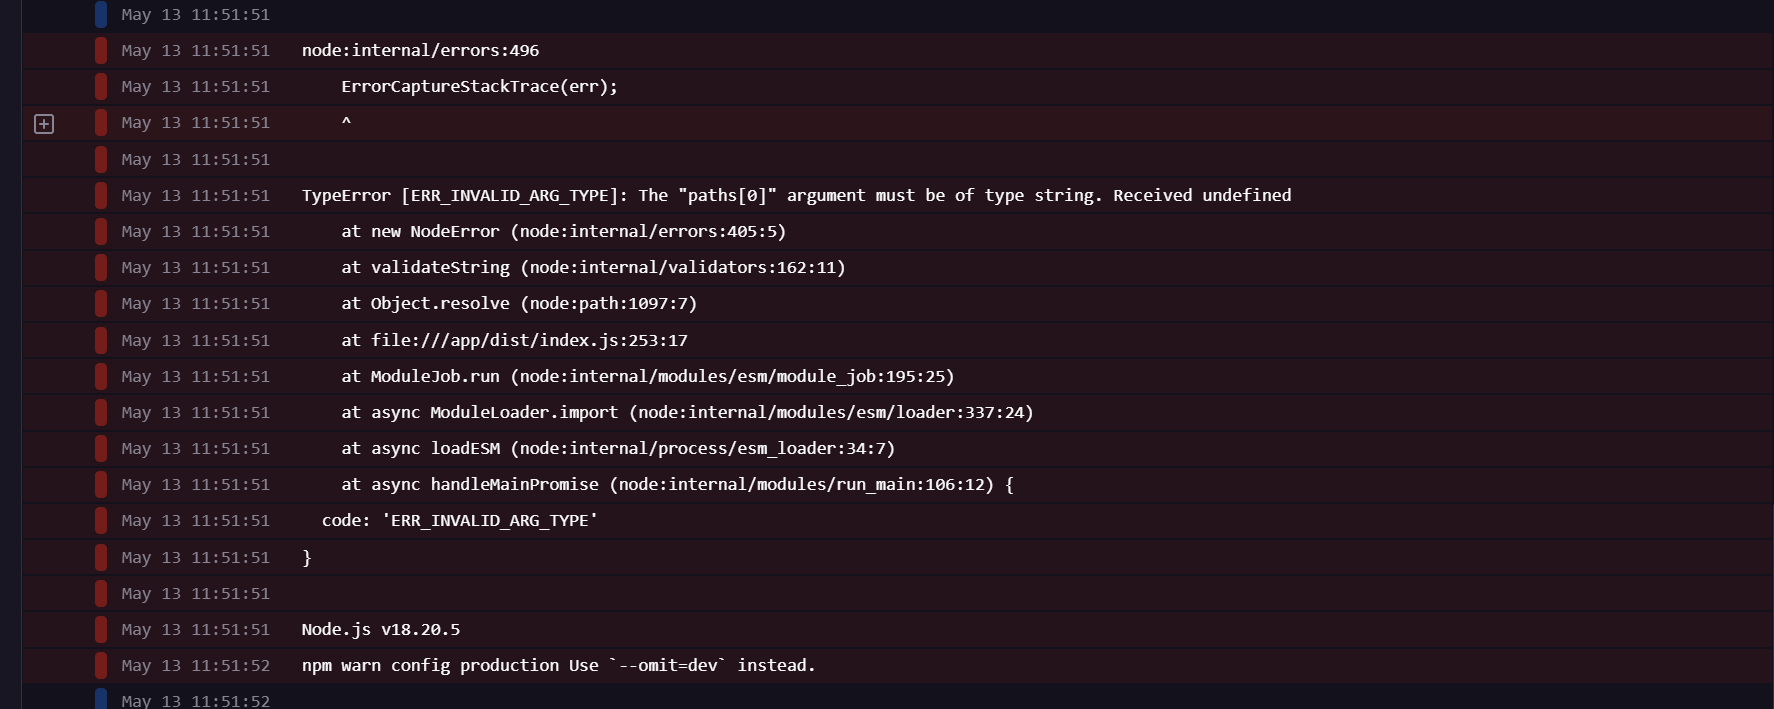 May 13 11:51:51
May 13 11:51:51 node:internal/errors:496
May 13 11:51:51     ErrorCaptureStackTrace(err);
May 13 11:51:51     ^
May 13 11:51:51
May 13 11:51:51 TypeError [ERR_INVALID_ARG_TYPE]: The "paths[0]" argument must be of type string. Received undefined
May 13 11:51:51     at new NodeError (node:internal/errors:405:5)
May 13 11:51:51     at validateString (node:internal/validators:162:11)
May 13 11:51:51     at Object.resolve (node:path:1097:7)
May 13 11:51:51     at file:///app/dist/index.js:253:17
May 13 11:51:51     at ModuleJob.run (node:internal/modules/esm/module_job:195:25)
May 13 11:51:51     at async ModuleLoader.import (node:internal/modules/esm/loader:337:24)
May 13 11:51:51     at async loadESM (node:internal/process/esm_loader:34:7)
May 13 11:51:51     at async handleMainPromise (node:internal/modules/run_main:106:12) {
May 13 11:51:51   code: 'ERR_INVALID_ARG_TYPE'
May 13 11:51:51 }
May 13 11:51:51
May 13 11:51:51 Node.js v18.20.5
May 13 11:51:52 npm warn config production Use `--omit=dev` instead.
May 13 11:51:52